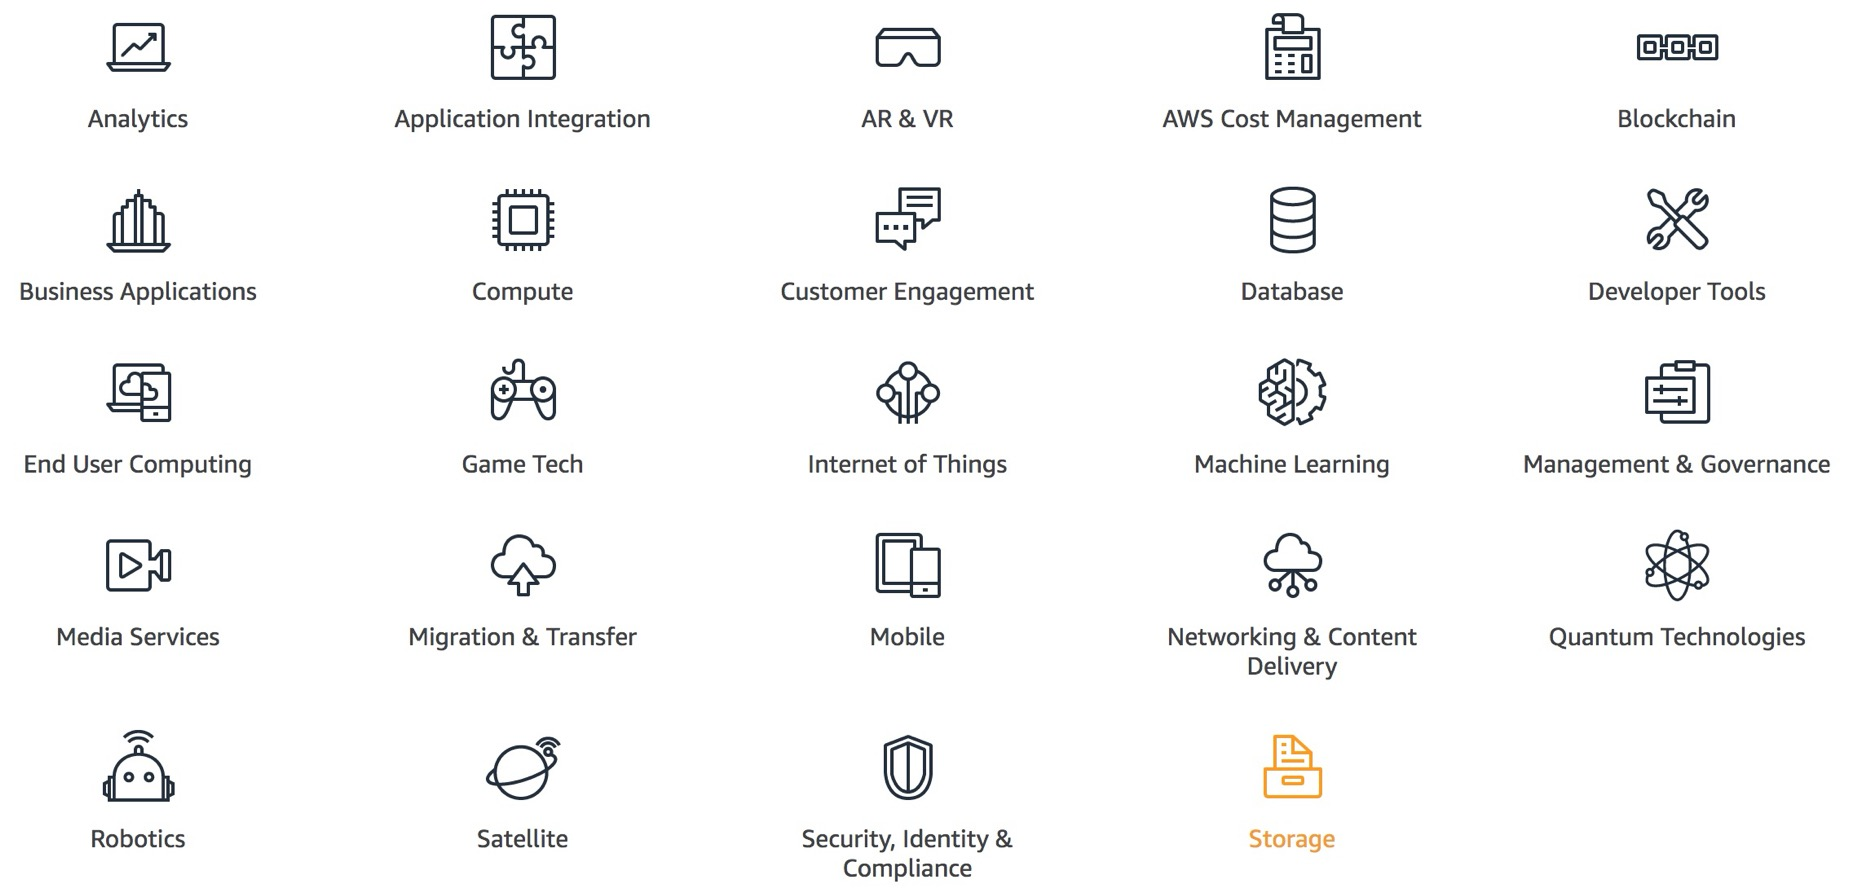 Analytics
Application Integration
AR & VR
AWS Cost Management
Blockchain
Business Applications
Compute
Customer Engagement
Database
Developer Tools
End User Computing
Game Tech
Internet of Things
Machine Learning
Management & Governance
Media Services
Migration & Transfer
Mobile
Networking & Content
Delivery
Quantum Technologies
Robotics
Satellite
Security, Identity &
Compliance
Storage